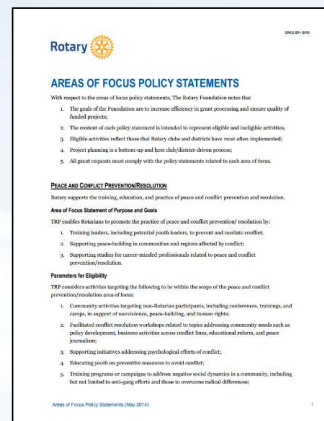 ENGLISH (EN)
Rotary
AREAS OF FOCUS POLICY STATEMENTS
With respect to the areas of focus policy statements, The Rotary Foundation notes that
1. The goals of the Foundation are to increase efficiency in grant processing and ensure quality of
funded projects;
2. The content of each policy statement is intended to represent eligible and ineligible activities;
3. Eligible activities reflect those that Rotary clubs and districts have most often implemented;
4. Project planning is a bottom-up host club/district-driven process;
5. All grant requests must comply with the policy statements related to each area of focus.
PEACE AND CONFLICT PREVENTION/RESOLUTION
Rotary supports the training, education, and practice of peace and conflict prevention and resolution.
Area of Focus Statement of Purpose and Goals
TRF enables Rotarians to promote the practice of peace and conflict prevention/ resolution by:
1. Training leaders, including potential youth leaders, to prevent and mediate conflict;
2. Supporting peace-building in communities and regions affected by conflict;
3. Supporting studies for career-minded professionals related to peace and conflict
prevention/resolution.
Parameters for Eligibility
TRF considers activities targeting the following to be within the scope of the peace and conflict
prevention/resolution area of focus:
1. Community activities targeting non-Rotarian participants, including conferences, trainings, and
camps, in support of nonviolence, peace-building, and human rights;
2. Facilitated conflict resolution workshops related to topics addressing community needs such as
policy development, business activities across conflict lines, educational reform, and peace
journalism;
3. Supporting initiatives addressing psychological effects of conflict;
4. Educating youth on preventive measures to avoid conflict;
5. Training programs or campaigns to address negative social dynamics in a community, including
but not limited to anti-gang efforts and those to overcome radical differences;
Areas of Focus Policy Statements (May 2014)
1